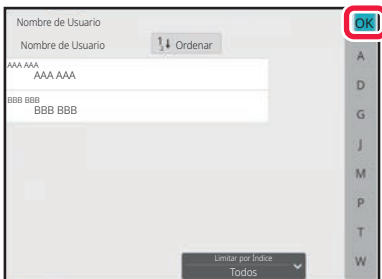 Nombre de Usuario
OK
Nombre de Usuario
Ordenar
AAA AAA
AAA AAA
BBB BBB
BBB BBB
A
D
G
J
M
P
T
W
Limitar por Índice
Todos